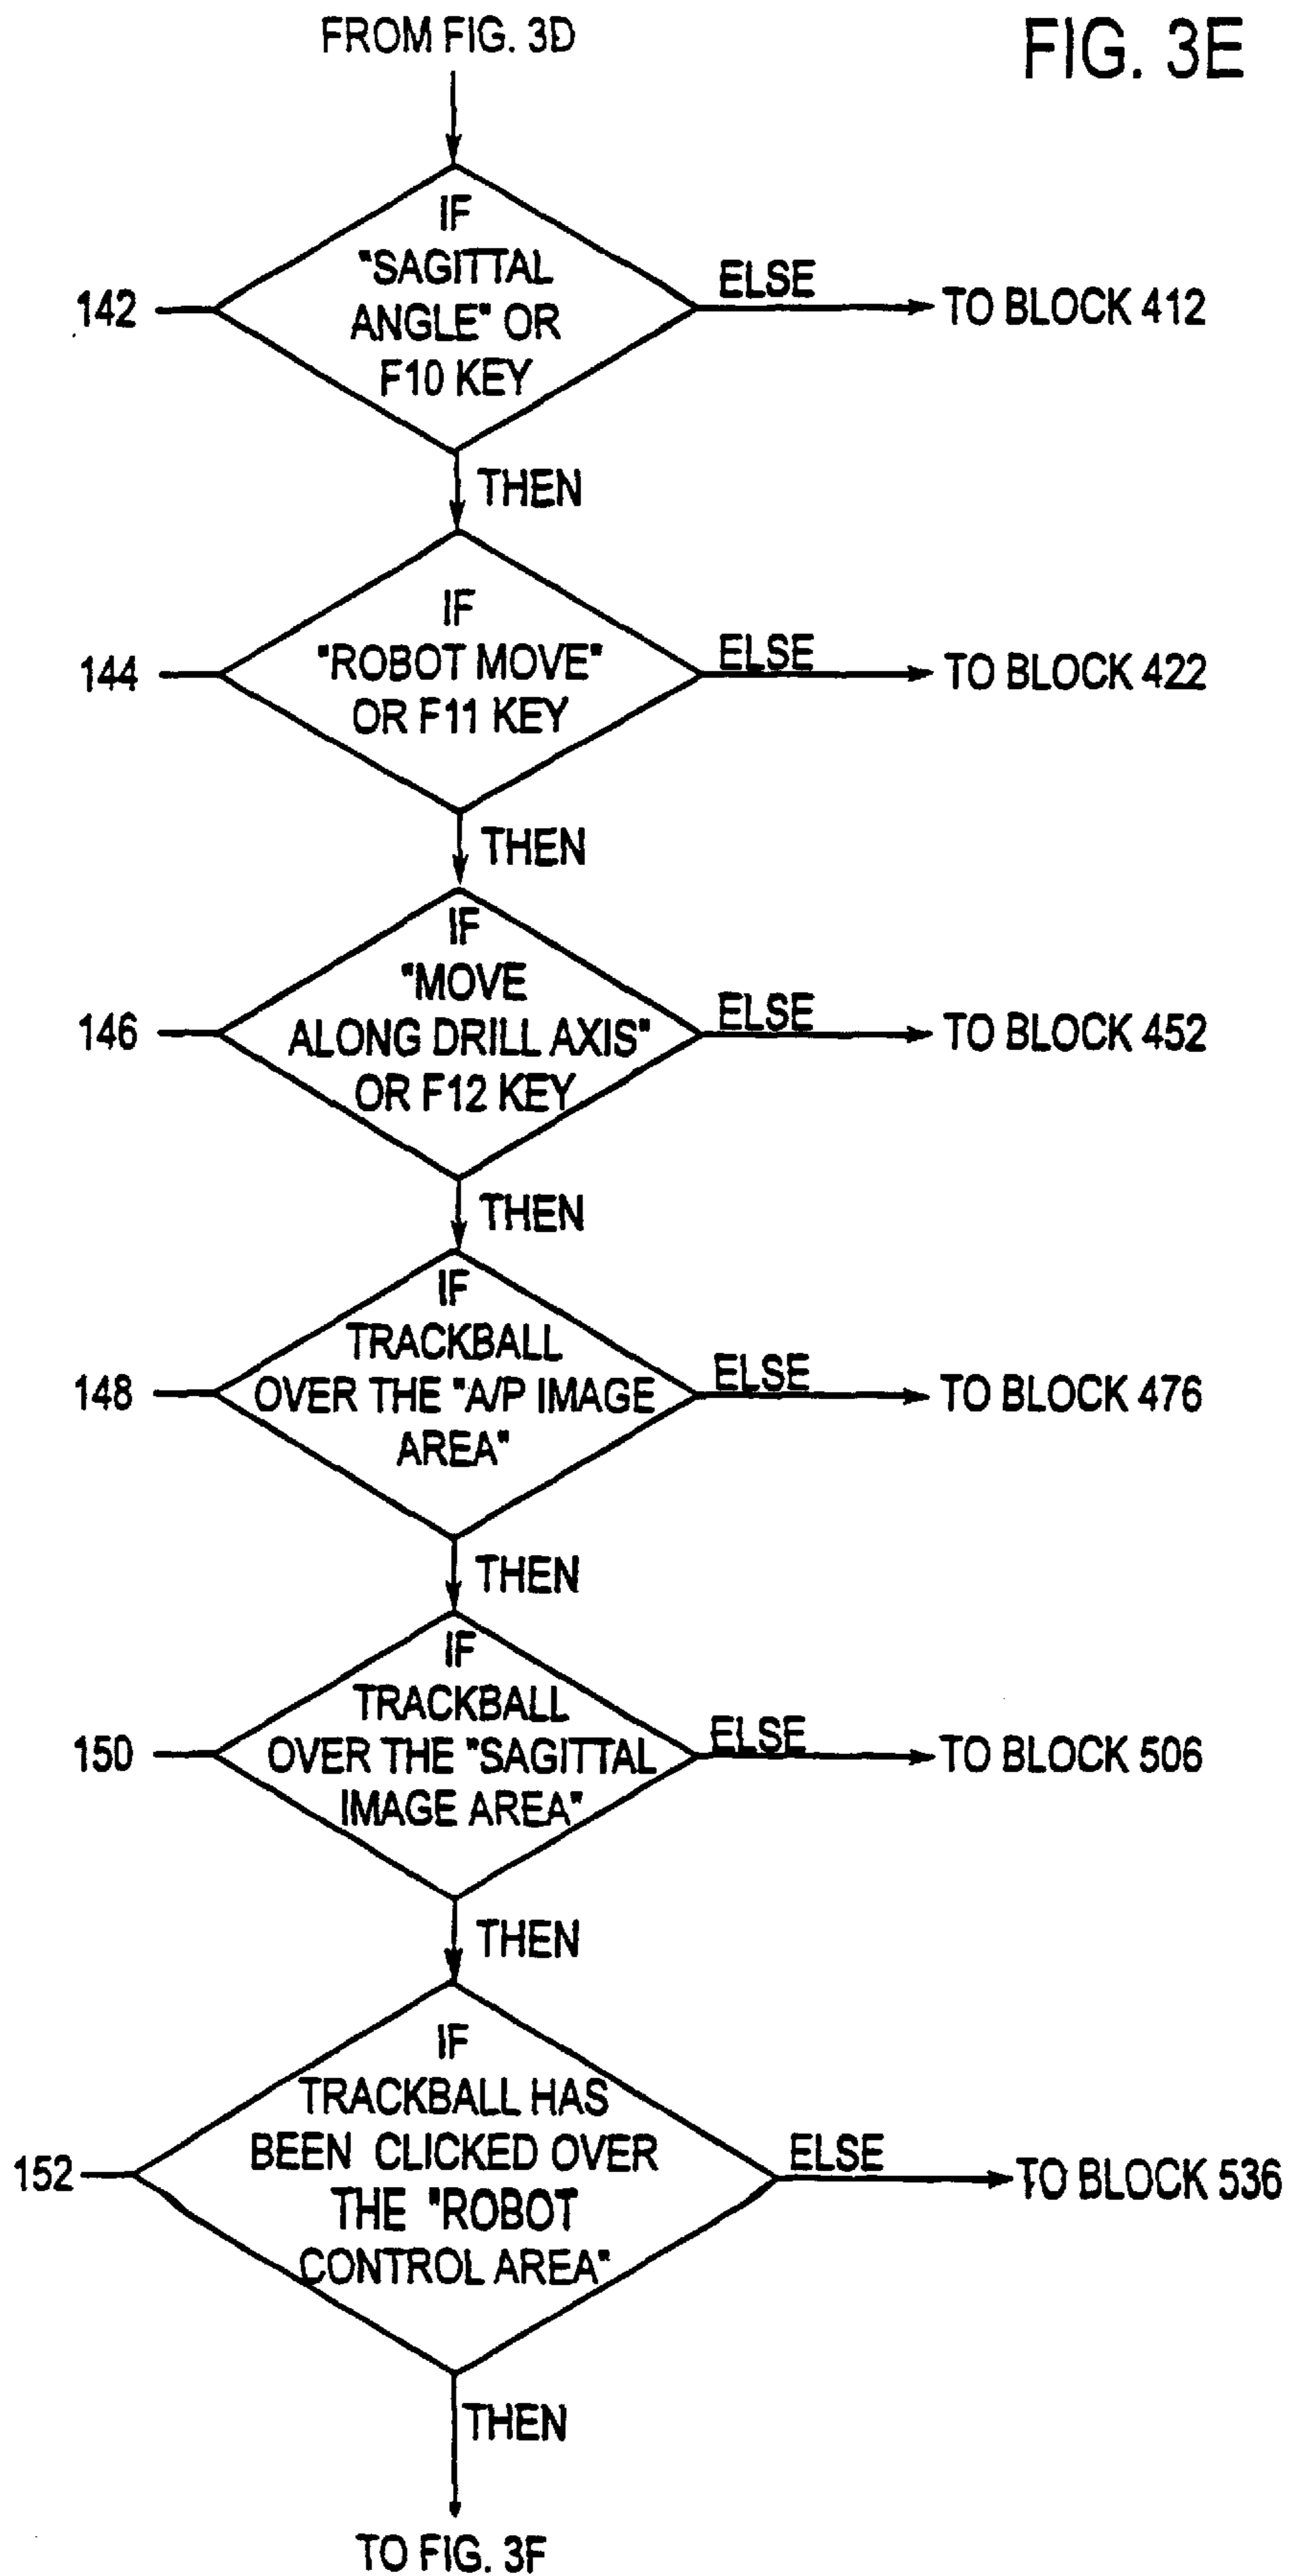 FROM FIG. 3D
FIG. 3E
IF
"SAGITTAL
ANGLE" OR
F10 KEY
142
ELSE
TO BLOCK 412
THEN
IF
"ROBOT MOVE"
OR F11 KEY
144
ELSE
TO BLOCK 422
THEN
IF
"MOVE
ALONG DRILL AXIS"
OR F12 KEY
146
ELSE
TO BLOCK 452
THEN
IF
TRACKBALL
OVER THE "A/P IMAGE
AREA"
148
ELSE
TO BLOCK 476
THEN
IF
TRACKBALL
OVER THE "SAGITTAL
IMAGE AREA"
150
ELSE
TO BLOCK 506
THEN
IF
TRACKBALL HAS
BEEN CLICKED OVER
THE "ROBOT
CONTROL AREA"
152
ELSE
TO BLOCK 536
THEN
TO FIG. 3F